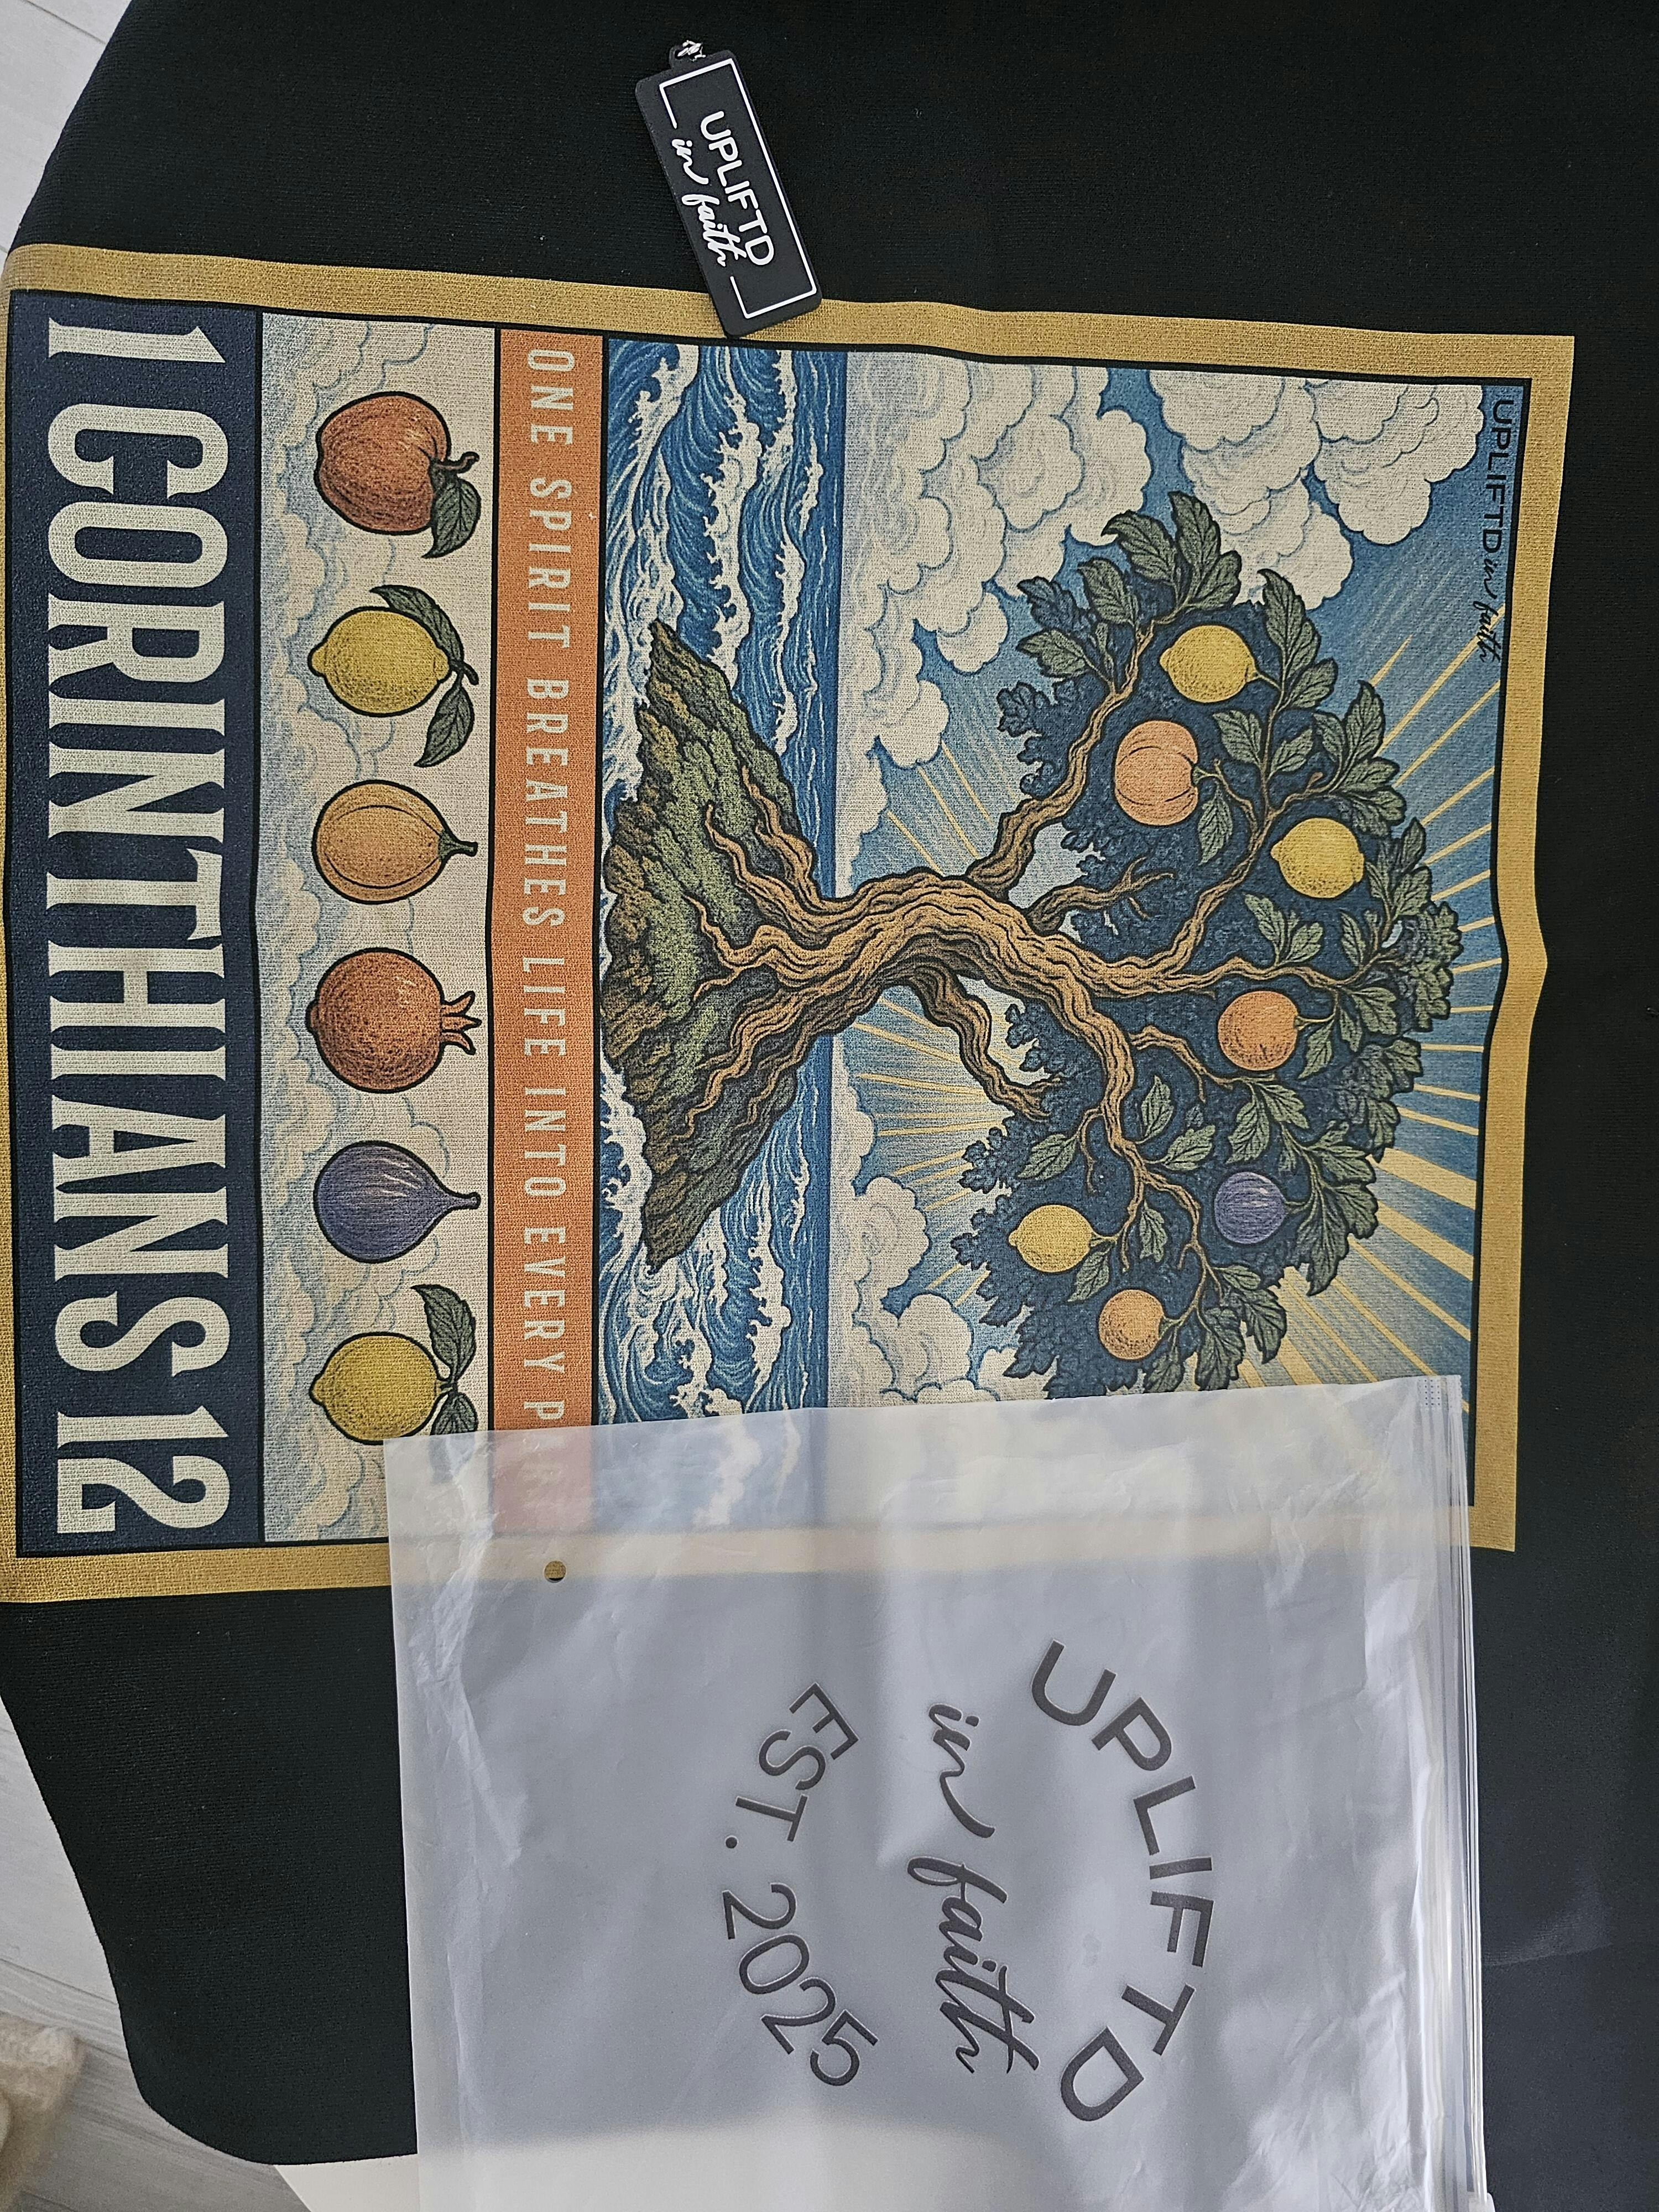 UPLIFTD
in faith
UPLIFTD in faith
ONE SPIRIT BREATHES LIFE INTO EVERY
1 CORINTHIANS 12
UPLIFTD
in faith
EST. 2025